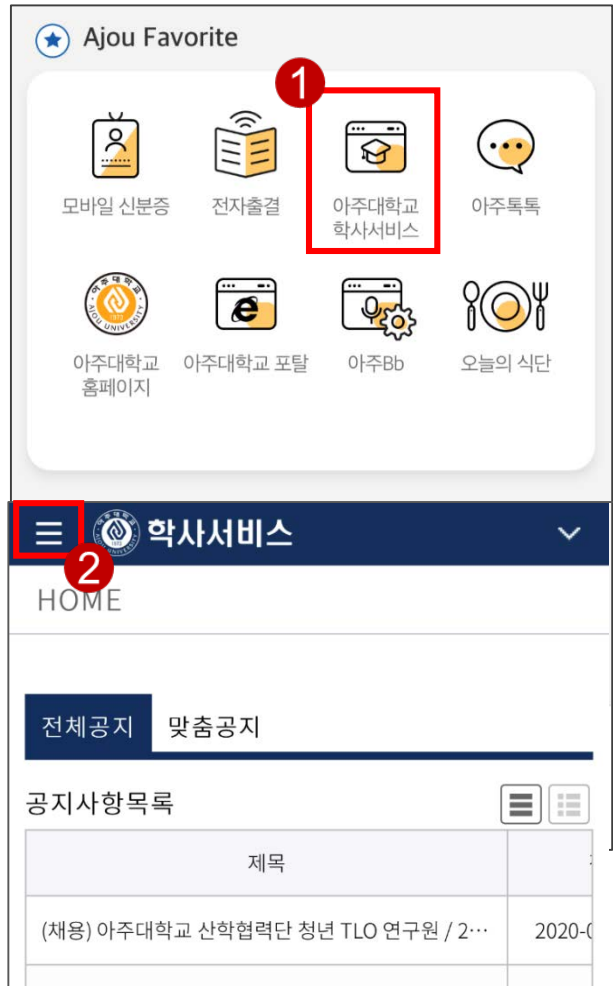 Ajou Favorite
1
모바일 신분증
전자출결
아주대학교
학사서비스
아주톡톡
아주대학교
홈페이지
아주대학교 포탈
아주Bb
오늘의 식단
학사서비스
2
HOME
전체공지 맞춤공지
공지사항목록
제목
(채용) 아주대학교 산학협력단 청년 TLO 연구원 / 2… 2020-0